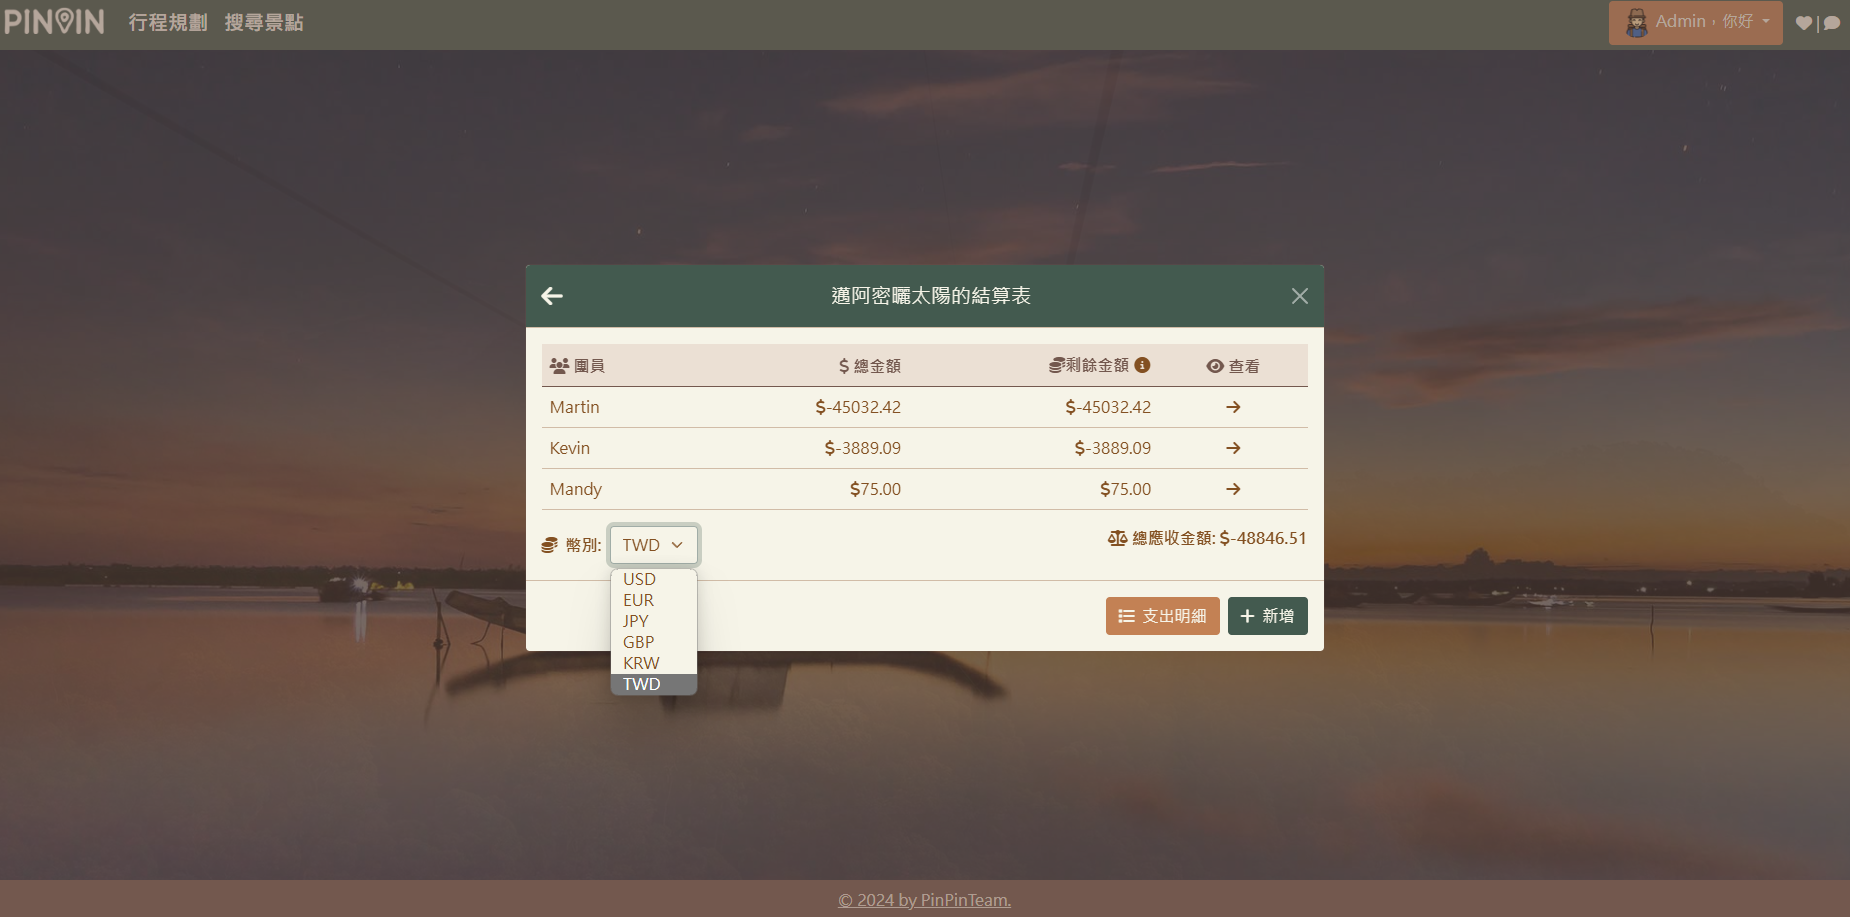 PINPIN 行程規劃 搜尋景點 Admin，你好
邁阿密曬太陽的結算表
團員 $ 總金額 剩餘金額 查看
Martin $-45032.42 $-45032.42
Kevin $-3889.09 $-3889.09
Mandy $75.00 $75.00
幣別: TWD 總應收金額: $-48846.51
USD
EUR
JPY
GBP
KRW
TWD
支出明細 新增
© 2024 by PinPinTeam.